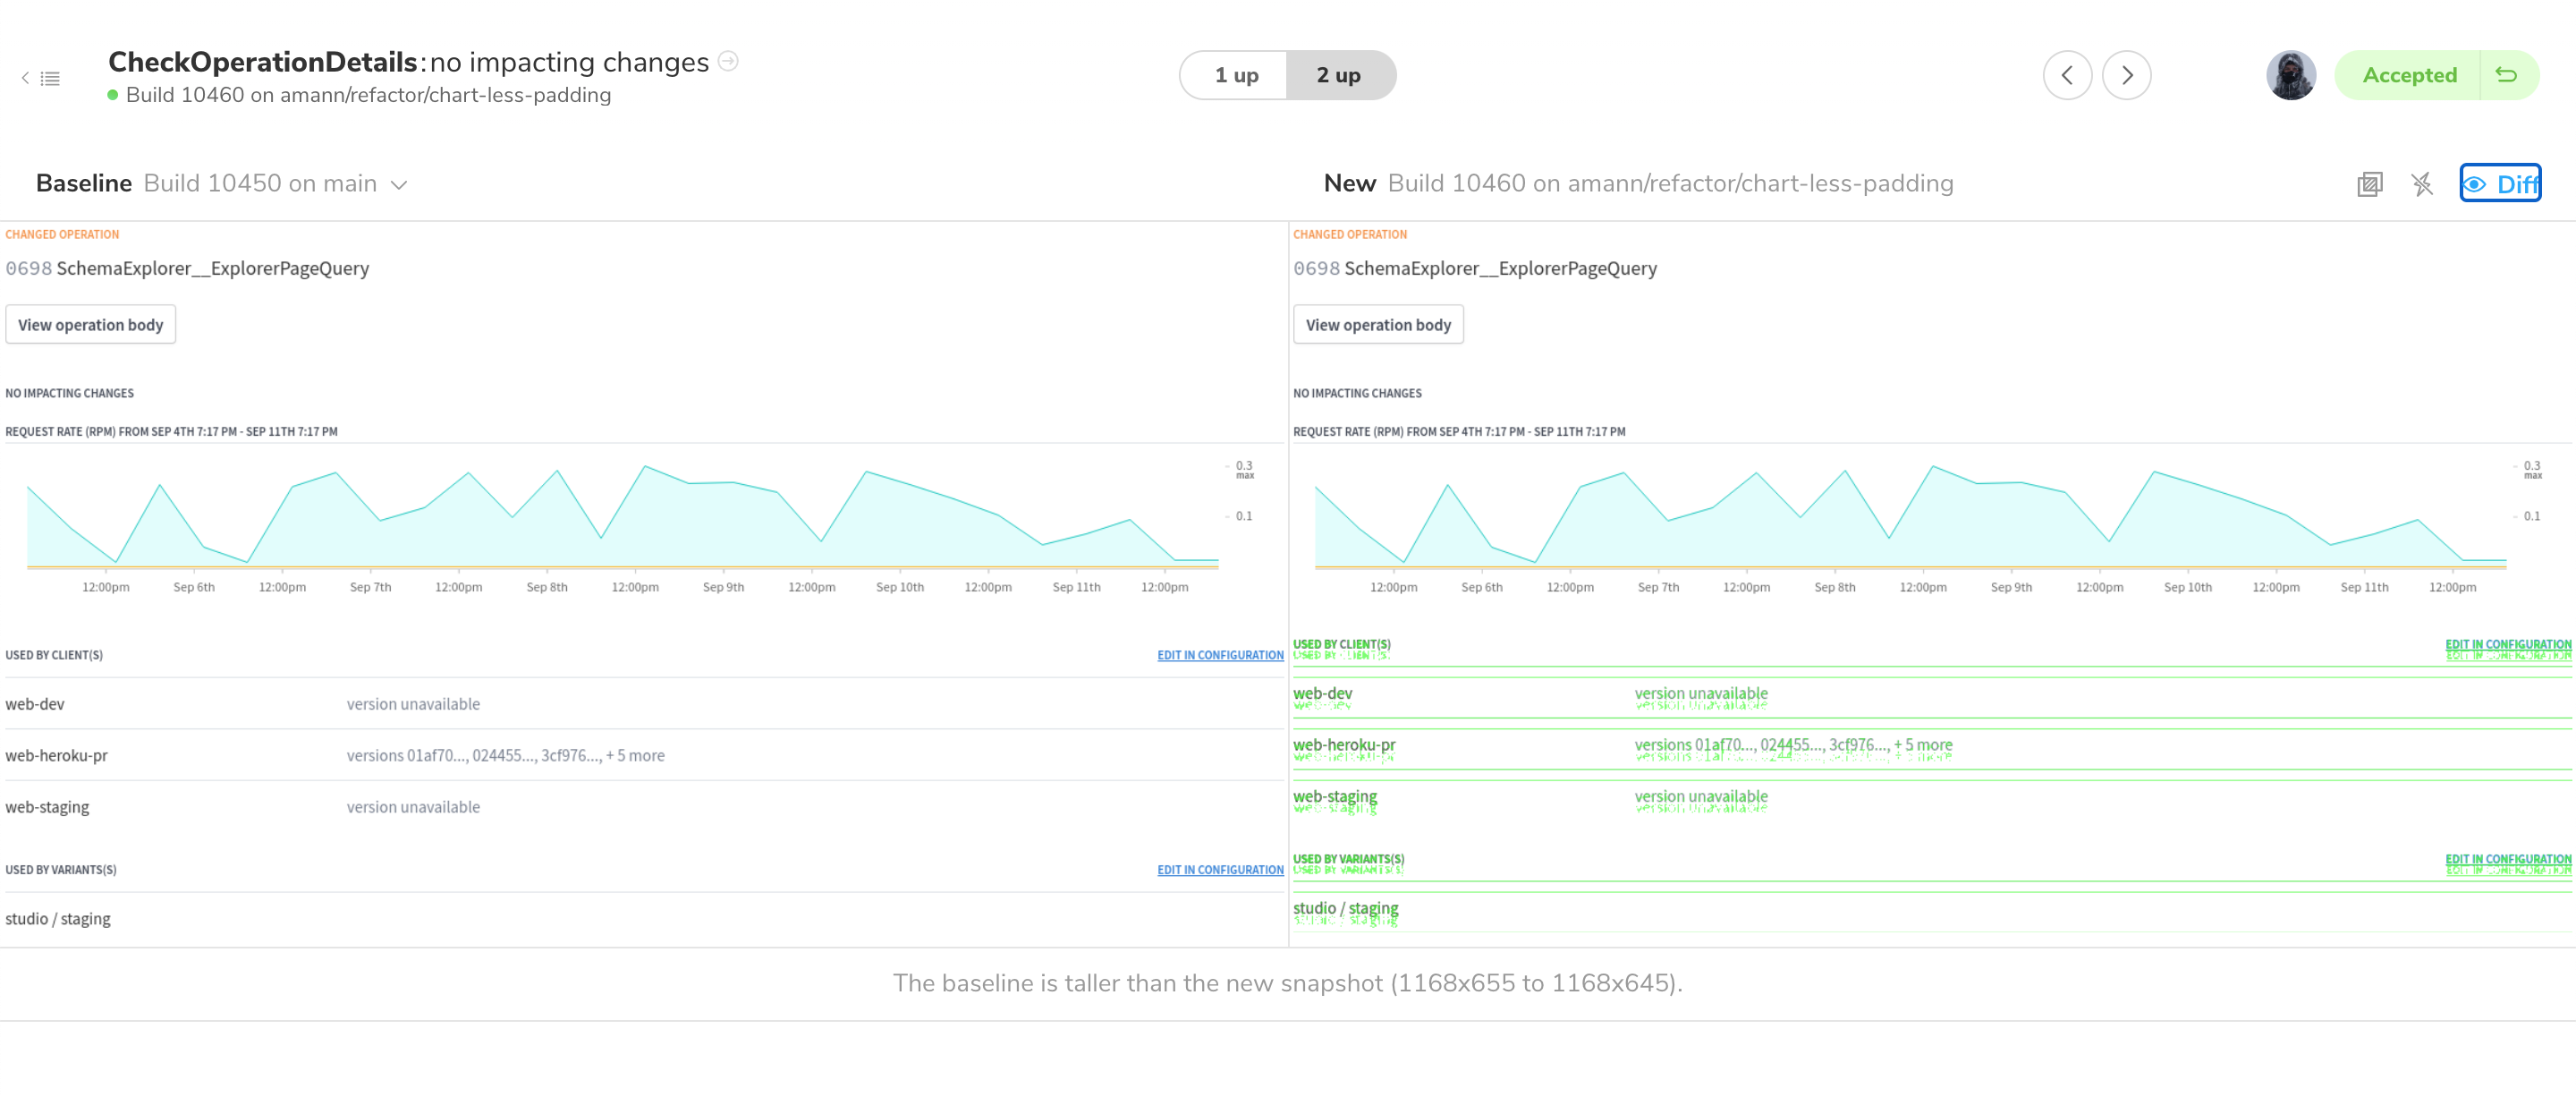 CheckOperationDetails: no impacting changes
Build 10460 on amann/refactor/chart-less-padding
1 up 2 up
Accepted
Baseline Build 10450 on main
New Build 10460 on amann/refactor/chart-less-padding
Diff
CHANGED OPERATION
0698 SchemaExplorer__ExplorerPageQuery
View operation body
NO IMPACTING CHANGES
REQUEST RATE (RPM) FROM SEP 4TH 7:17 PM - SEP 11TH 7:17 PM
0.3
max
0.1
12:00pm Sep 6th 12:00pm Sep 7th 12:00pm Sep 8th 12:00pm Sep 9th 12:00pm Sep 10th 12:00pm Sep 11th 12:00pm
USED BY CLIENT(S) EDIT IN CONFIGURATION
web-dev version unavailable
web-heroku-pr versions 01af70..., 024455..., 3cf976..., + 5 more
web-staging version unavailable
USED BY VARIANTS(S) EDIT IN CONFIGURATION
studio / staging
CHANGED OPERATION
0698 SchemaExplorer__ExplorerPageQuery
View operation body
NO IMPACTING CHANGES
REQUEST RATE (RPM) FROM SEP 4TH 7:17 PM - SEP 11TH 7:17 PM
0.3
max
0.1
12:00pm Sep 6th 12:00pm Sep 7th 12:00pm Sep 8th 12:00pm Sep 9th 12:00pm Sep 10th 12:00pm Sep 11th 12:00pm
USED BY CLIENT(S) EDIT IN CONFIGURATION
web-dev version unavailable
web-heroku-pr versions 01af70..., 024455..., 3cf976..., + 5 more
web-staging version unavailable
USED BY VARIANTS(S) EDIT IN CONFIGURATION
studio / staging
The baseline is taller than the new snapshot (1168x655 to 1168x645).